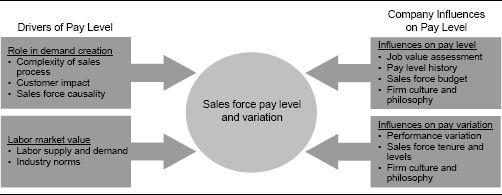 Drivers of Pay Level
Role in demand creation
• Complexity of sales
process
• Customer impact
• Sales force causality
Labor market value
• Labor supply and demand
• Industry norms
Sales force pay level
and variation
Company Influences
on Pay Level
Influences on pay level
• Job value assessment
• Pay level history
• Sales force budget
• Firm culture and
philosophy
Influences on pay variation
• Performance variation
• Sales force tenure and
levels
• Firm culture and
philosophy